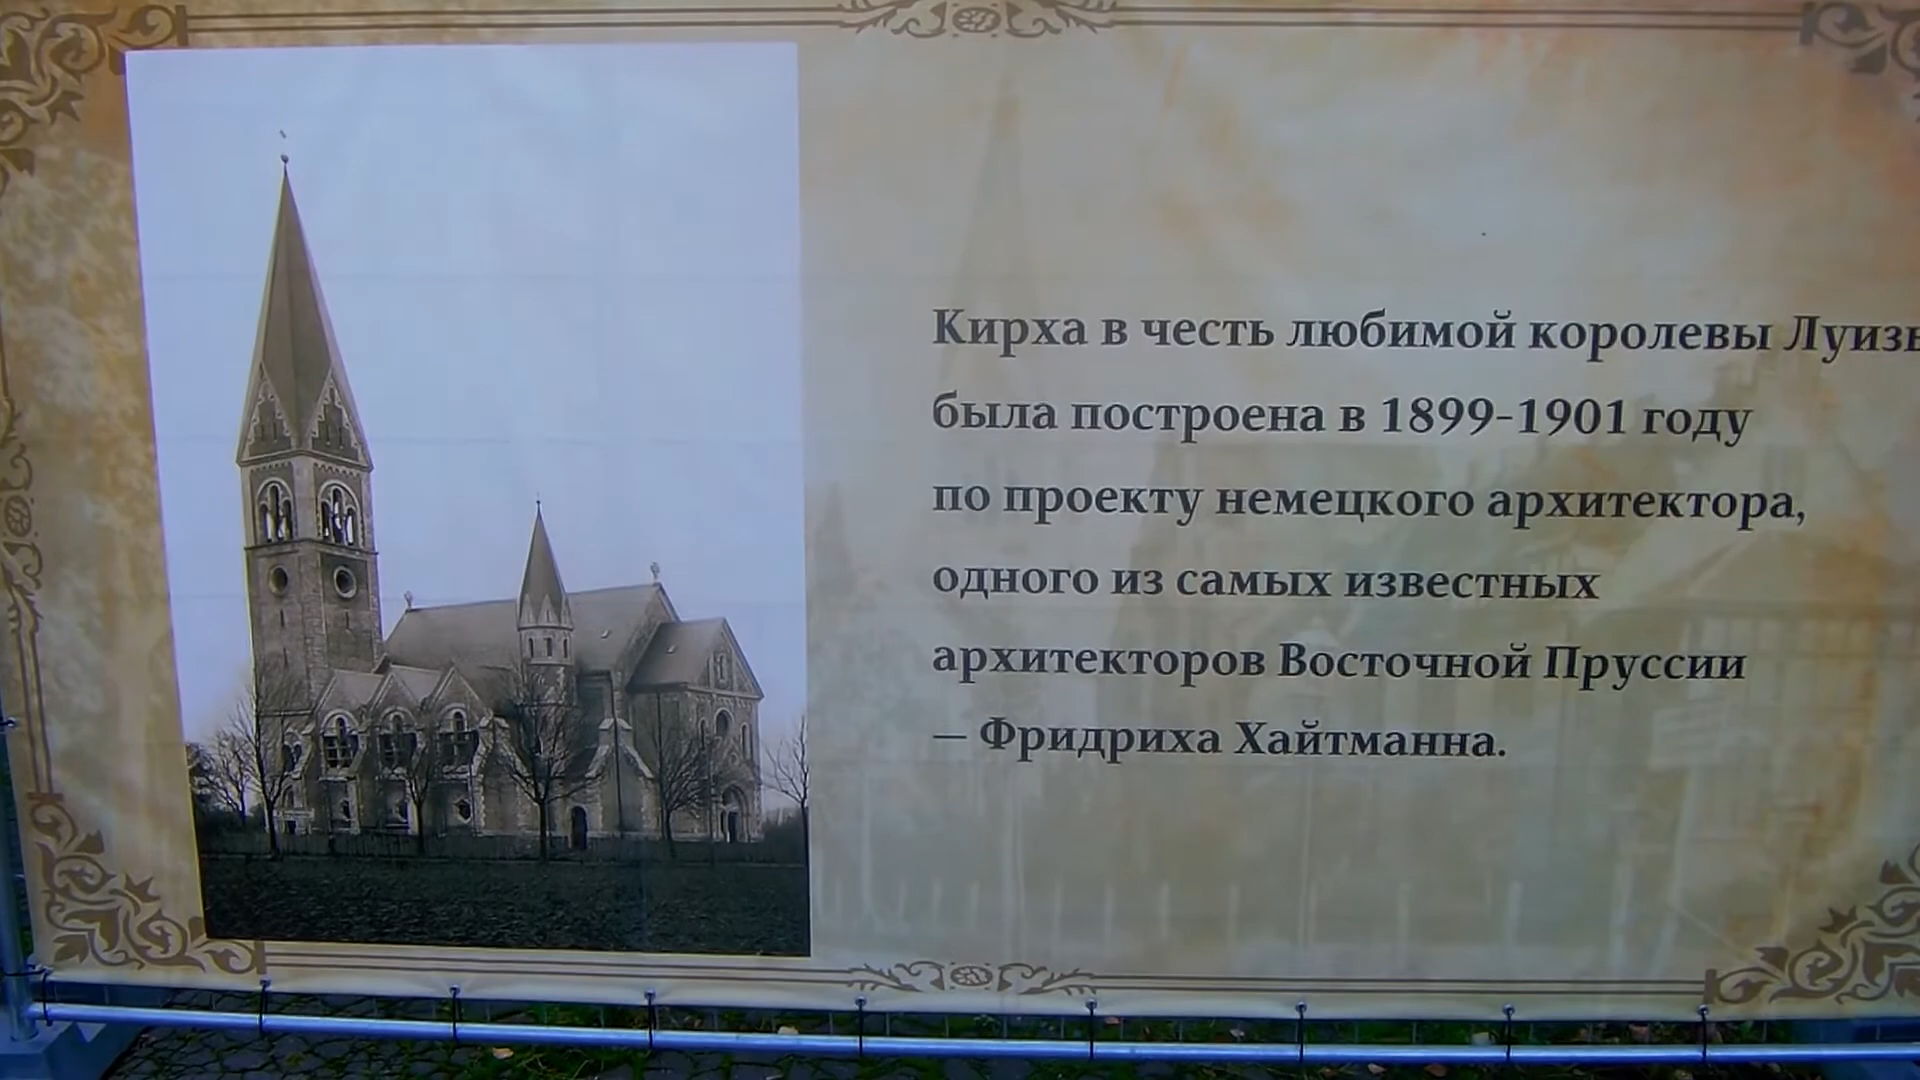 Кирха в честь любимой королевы Луизы
была построена в 1899-1901 году
по проекту немецкого архитектора,
одного из самых известных
архитекторов Восточной Пруссии
— Фридриха Хайтманна.